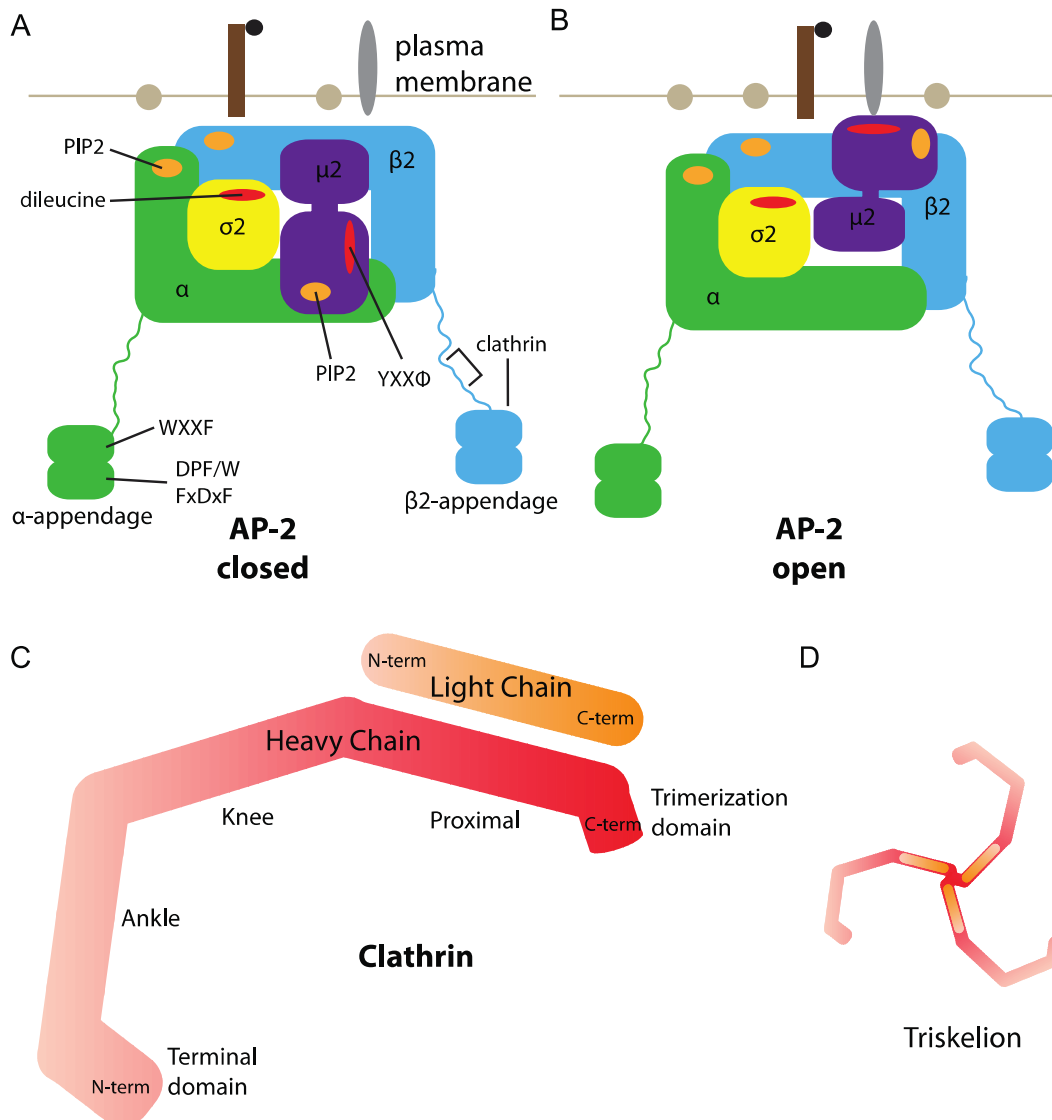 A
plasma
membrane
PIP2
dileucine
μ2
β2
σ2
α
PIP2
YXXΦ
clathrin
WXXF
DPF/W
FxDxF
α-appendage
β2-appendage
AP-2
closed
B
μ2
β2
σ2
α
AP-2
open
C
N-term
Light Chain
C-term
Heavy Chain
Knee
Proximal
C-term
Trimerization
domain
Ankle
Clathrin
N-term
Terminal
domain
D
Triskelion